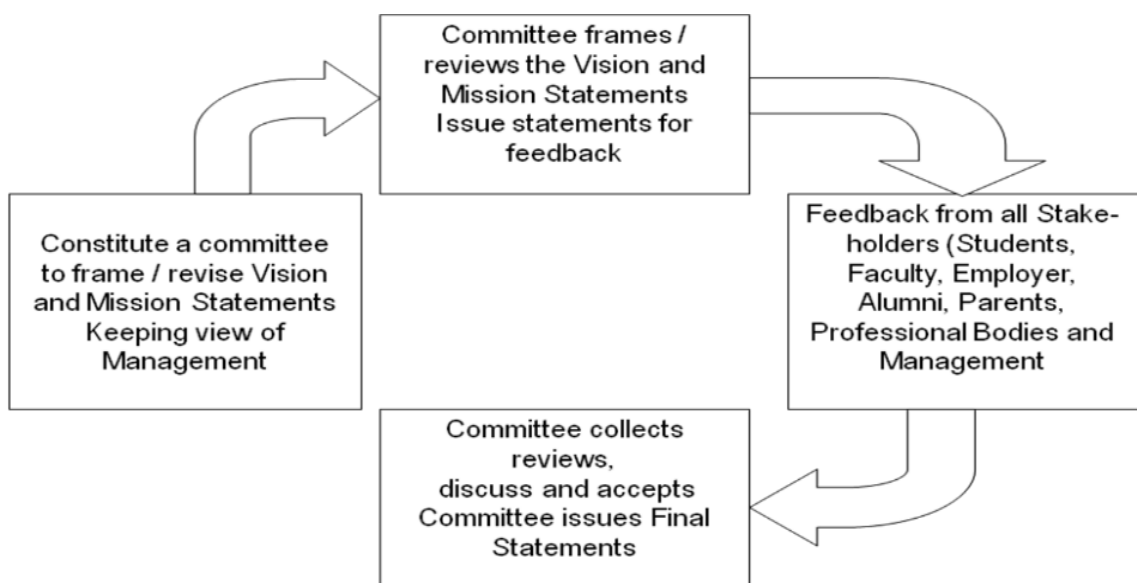 Committee frames /
reviews the Vision and
Mission Statements
Issue statements for
feedback
Constitute a committee
to frame / revise Vision
and Mission Statements
Keeping view of
Management
Feedback from all Stake-
holders (Students,
Faculty, Employer,
Alumni, Parents,
Professional Bodies and
Management
Committee collects
reviews,
discuss and accepts
Committee issues Final
Statements